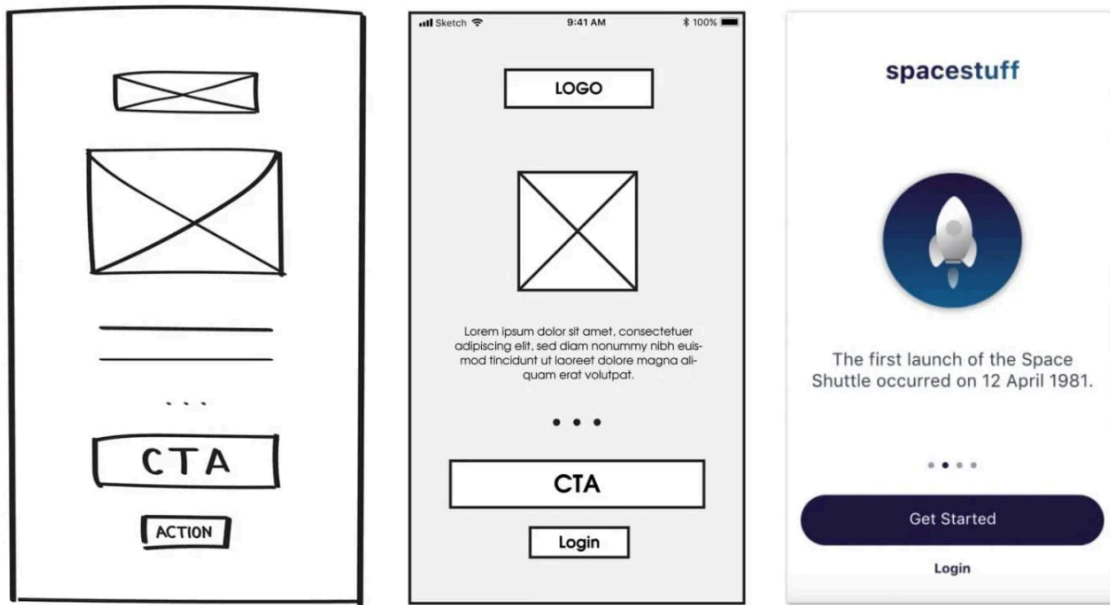 CTA
ACTION
Sketch 9:41 AM 100%
LOGO
Lorem ipsum dolor sit amet, consectetuer
adipiscing elit, sed diam nonummy nibh euis-
mod tincidunt ut laoreet dolore magna ali-
quam erat volutpat.
CTA
Login
spacestuff
The first launch of the Space
Shuttle occurred on 12 April 1981.
Get Started
Login